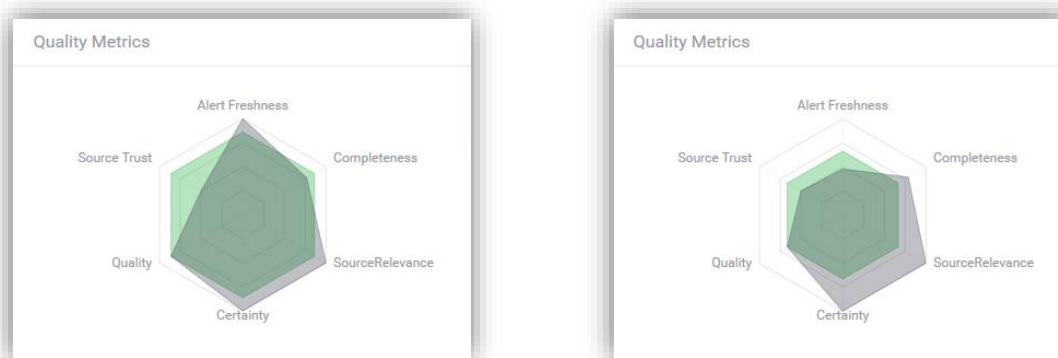 Quality Metrics
Alert Freshness
Source Trust
Completeness
Quality
SourceRelevance
Certainty
Quality Metrics
Alert Freshness
Source Trust
Completeness
Quality
SourceRelevance
Certainty